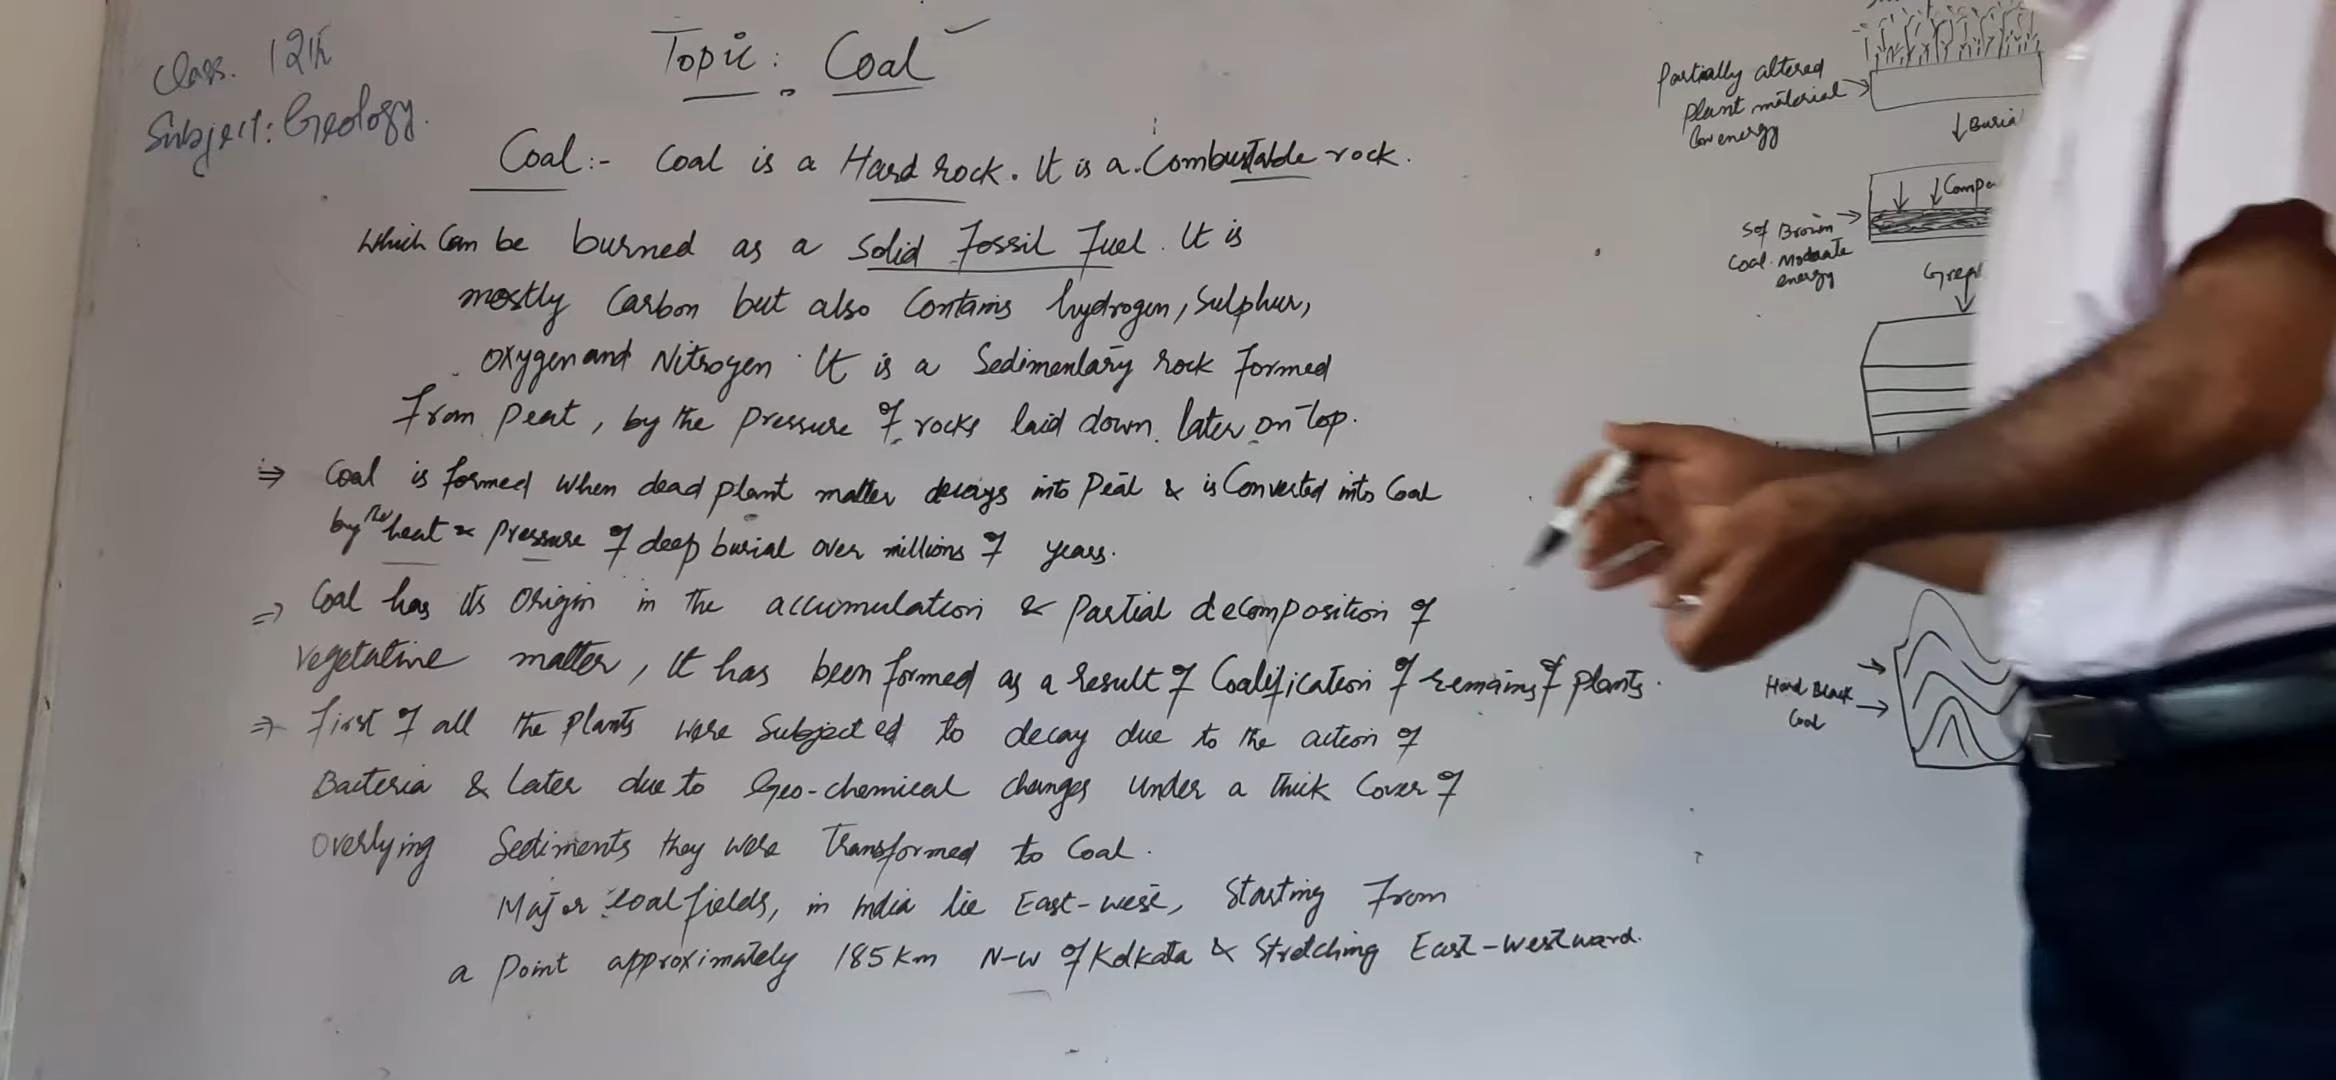 Class. 12th
Subject: Geology.
Topic: Coal
Coal:- Coal is a Hard rock. It is a. Combustable rock.
which Can be burned as a Solid Fossil Fuel. It is
mostly Carbon but also Contains hydrogen, Sulphur,
Oxygen and Nitrogen. It is a Sedimentary rock Formed
From Peat, by the Pressure of rocks laid down later on Top.
⇒ Coal is formed when dead plant matter decays into Peat & is Converted into Coal
by the heat & Pressure of deep burial over millions of years.
⇒ Coal has its Origin in the accumulation & Partial decomposition of
vegetative matter, It has been formed as a result of Coalification of remains of plants.
⇒ First of all the Plants were Subjected to decay due to the action of
Bacteria & Later due to Geo-chemical changes under a thick Cover of
Overlying Sediments they were Transformed to Coal.
Major Coalfields, in India lie East-west, Starting From
a Point approximately 185 km N-W of Kolkata & Stretching East-westward.
Partially altered
Plant material
Low energy
Sof Brown
Coal. Moderate
energy
Hard Black
Coal